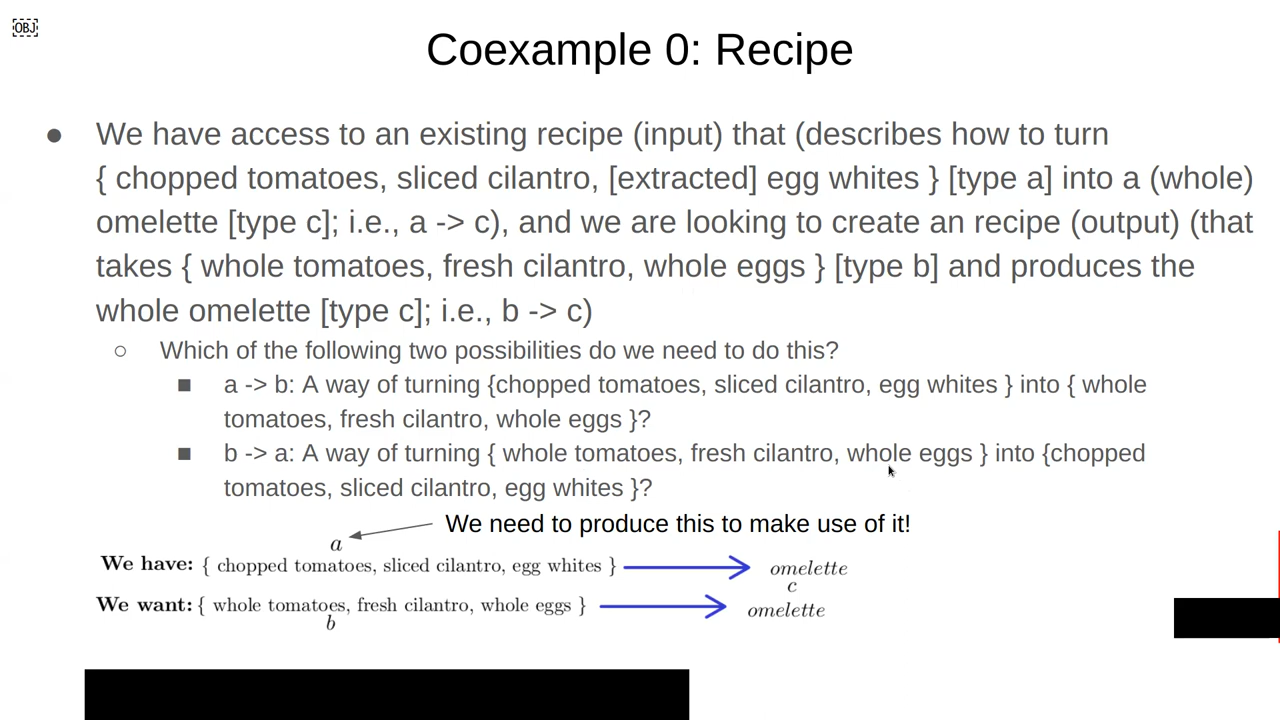 OBJ
Coexample 0: Recipe
● We have access to an existing recipe (input) that (describes how to turn
{ chopped tomatoes, sliced cilantro, [extracted] egg whites } [type a] into a (whole)
omelette [type c]; i.e., a -> c), and we are looking to create an recipe (output) (that
takes { whole tomatoes, fresh cilantro, whole eggs } [type b] and produces the
whole omelette [type c]; i.e., b -> c)
○ Which of the following two possibilities do we need to do this?
■ a -> b: A way of turning {chopped tomatoes, sliced cilantro, egg whites } into { whole
tomatoes, fresh cilantro, whole eggs }?
■ b -> a: A way of turning { whole tomatoes, fresh cilantro, whole eggs } into {chopped
tomatoes, sliced cilantro, egg whites }?
We need to produce this to make use of it!
a
We have: { chopped tomatoes, sliced cilantro, egg whites } omelette
c
We want: { whole tomatoes, fresh cilantro, whole eggs } omelette
b